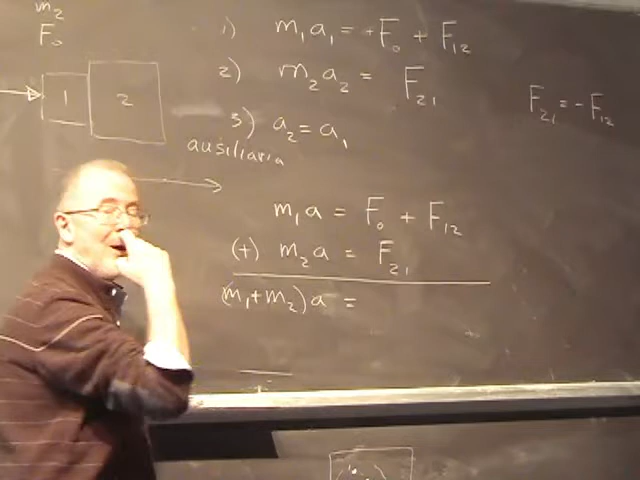 m₂
F₀
1) m₁a₁ = +F₀ + F₁₂
2) m₂a₂ = F₂₁
F₂₁ = -F₁₂
1 2
3) a₂ = a₁
ausiliaria
m₁a = F₀ + F₁₂
(+) m₂a = F₂₁
(m₁+m₂)a =